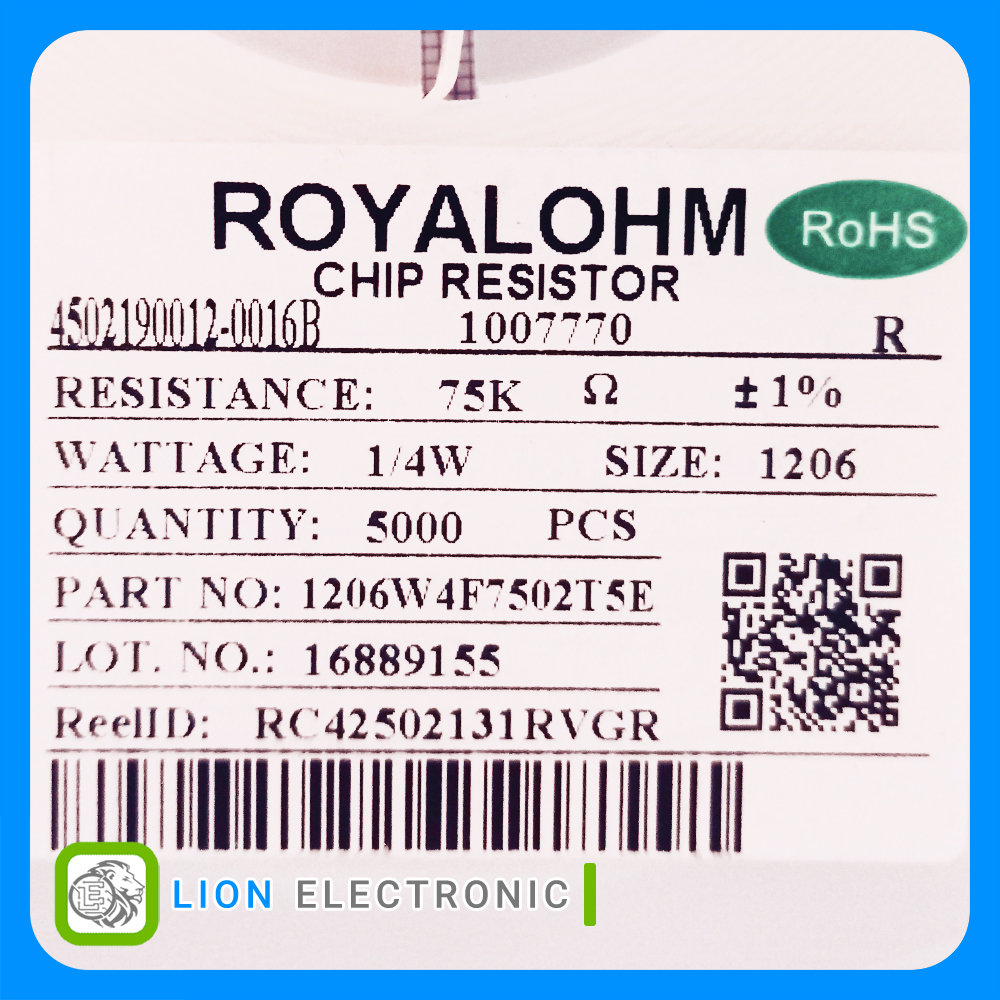 ROYALOHM
RoHS
CHIP RESISTOR
4502190012-0016B 1007770 R
RESISTANCE: 75K Ω ±1%
WATTAGE: 1/4W SIZE: 1206
QUANTITY: 5000 PCS
PART NO: 1206W4F7502T5E
LOT. NO.: 16889155
ReelID: RC42502131RVGR
LION ELECTRONIC